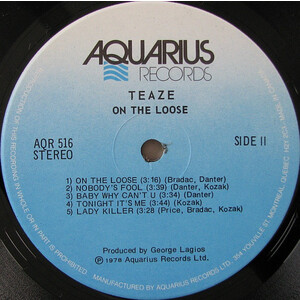 AQUARIUS
RECORDS
TEAZE
ON THE LOOSE
AQR 516
STEREO
SIDE II
1) ON THE LOOSE (3:16) (Bradac, Danter)
2) NOBODY'S FOOL (3:39) (Danter, Kozak)
3) BABY WHY CAN'T U (3:34) (Danter)
4) TONIGHT IT'S ME (3:44) (Kozak)
5) LADY KILLER (3:28 (Price, Bradac, Kozak)
Produced by George Lagios
℗ 1978 Aquarius Records Ltd.